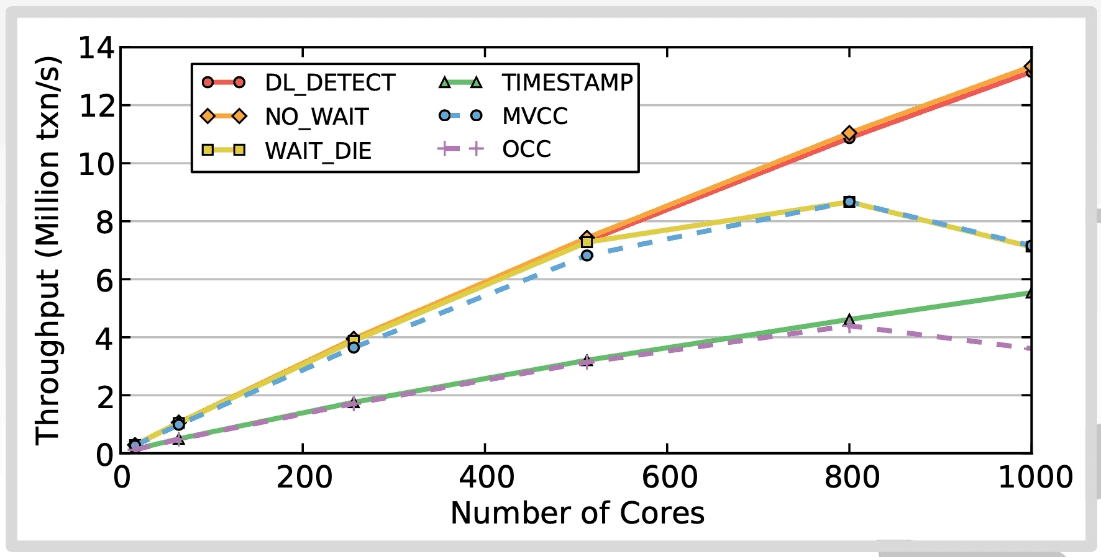 14
12
10
8
6
4
2
0
Throughput (Million txn/s)
DL_DETECT
NO_WAIT
WAIT_DIE
TIMESTAMP
MVCC
OCC
0 200 400 600 800 1000
Number of Cores